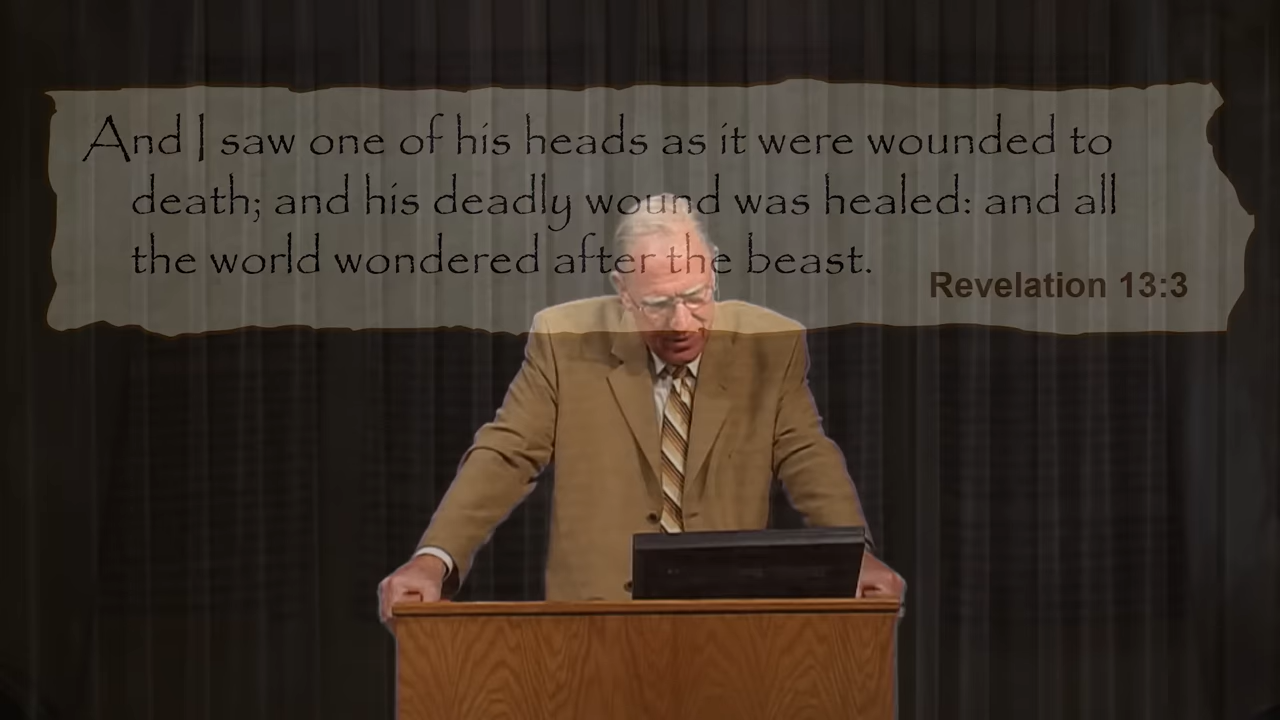 And I saw one of his heads as it were wounded to
death; and his deadly wound was healed: and all
the world wondered after the beast.
Revelation 13:3